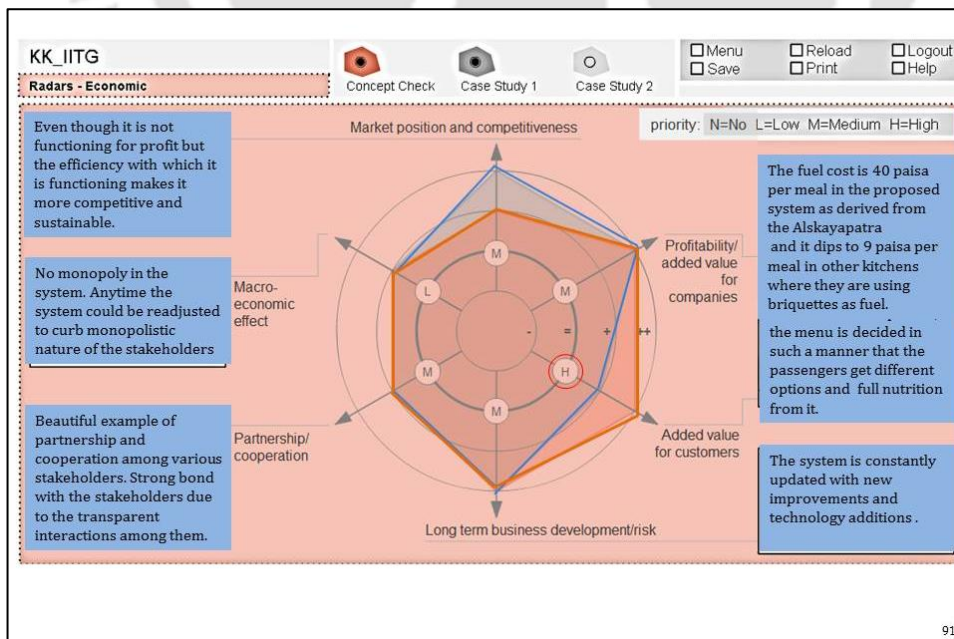 KK_IITG
Radars - Economic
Concept Check
Case Study 1
Case Study 2
Menu
Reload
Logout
Save
Print
Help
priority: N=No L=Low M=Medium H=High
Even though it is not
functioning for profit but
the efficiency with which it
is functioning makes it
more competitive and
sustainable.
No monopoly in the
system. Anytime the
system could be readjusted
to curb monopolistic
nature of the stakeholders
Beautiful example of
partnership and
cooperation among various
stakeholders. Strong bond
with the stakeholders due
to the transparent
interactions among them.
Market position and competitiveness
Macro-
economic
effect
Partnership/
cooperation
M
L
M
M
M
H
-
=
+
++
Profitability/
added value
for
companies
Added value
for customers
Long term business development/risk
The fuel cost is 40 paisa
per meal in the proposed
system as derived from
the Alskayapatra
and it dips to 9 paisa per
meal in other kitchens
where they are using
briquettes as fuel.
the menu is decided in
such a manner that the
passengers get different
options and full nutrition
from it.
The system is constantly
updated with new
improvements and
technology additions .
91